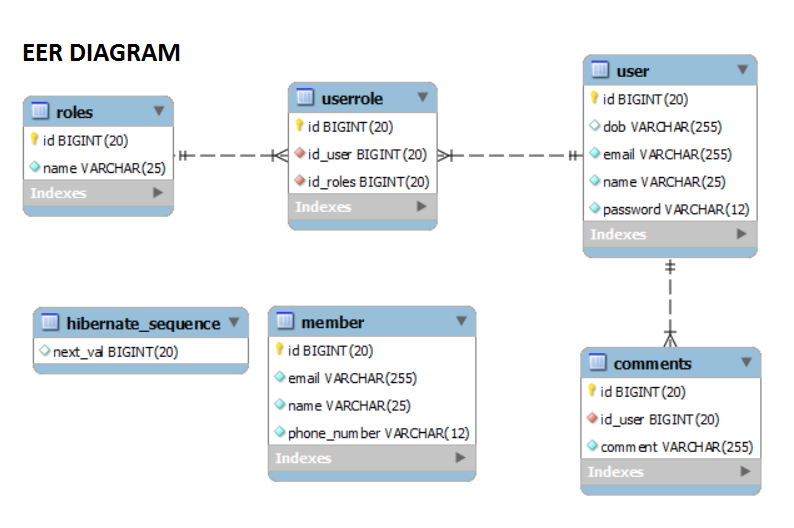 EER DIAGRAM
roles
id BIGINT(20)
name VARCHAR(25)
Indexes
userrole
id BIGINT(20)
id_user BIGINT(20)
id_roles BIGINT(20)
Indexes
user
id BIGINT(20)
dob VARCHAR(255)
email VARCHAR(255)
name VARCHAR(25)
password VARCHAR(12)
Indexes
hibernate_sequence
next_val BIGINT(20)
member
id BIGINT(20)
email VARCHAR(255)
name VARCHAR(25)
phone_number VARCHAR(12)
Indexes
comments
id BIGINT(20)
id_user BIGINT(20)
comment VARCHAR(255)
Indexes